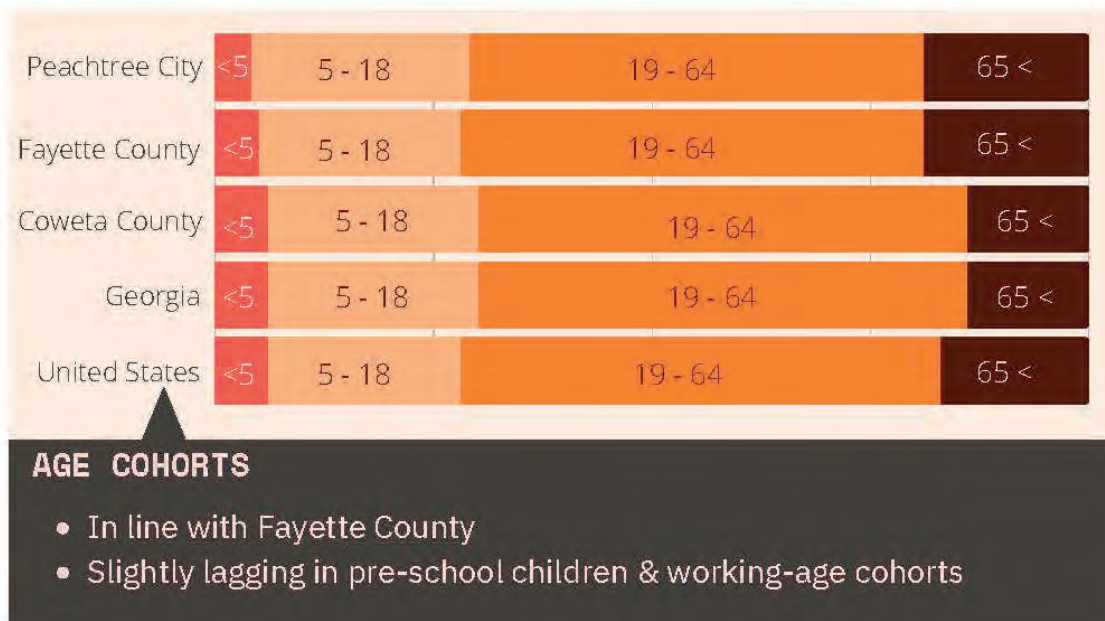 Peachtree City <5 5 - 18 19 - 64 65 <
Fayette County <5 5 - 18 19 - 64 65 <
Coweta County <5 5 - 18 19 - 64 65 <
Georgia <5 5 - 18 19 - 64 65 <
United States <5 5 - 18 19 - 64 65 <
AGE COHORTS
• In line with Fayette County
• Slightly lagging in pre-school children & working-age cohorts